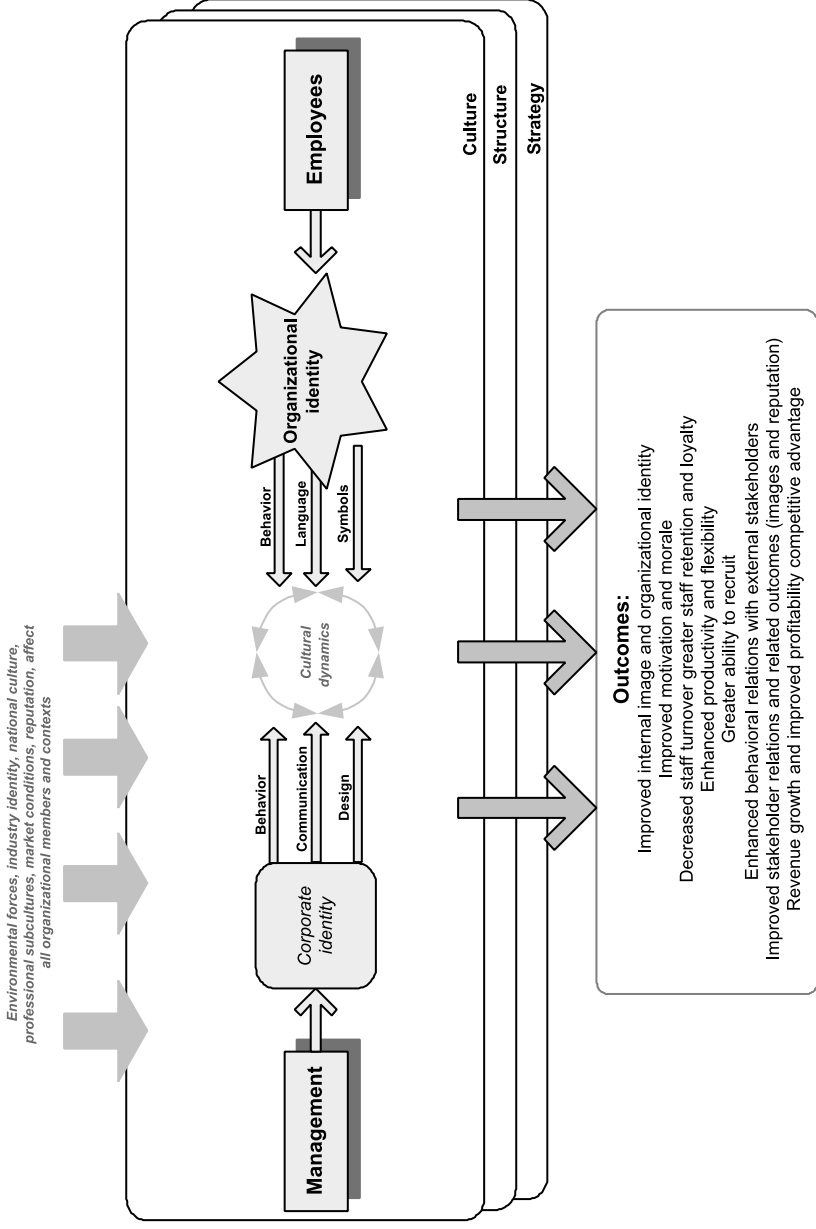 Environmental forces, industry identity, national culture,
professional subcultures, market conditions, reputation, affect
all organizational members and contexts
Management
Corporate
identity
Behavior
Communication
Design
Cultural
dynamics
Behavior
Language
Symbols
Organizational
identity
Employees
Culture
Structure
Strategy
Outcomes:
Improved internal image and organizational identity
Improved motivation and morale
Decreased staff turnover greater staff retention and loyalty
Enhanced productivity and flexibility
Greater ability to recruit
Enhanced behavioral relations with external stakeholders
Improved stakeholder relations and related outcomes (images and reputation)
Revenue growth and improved profitability competitive advantage